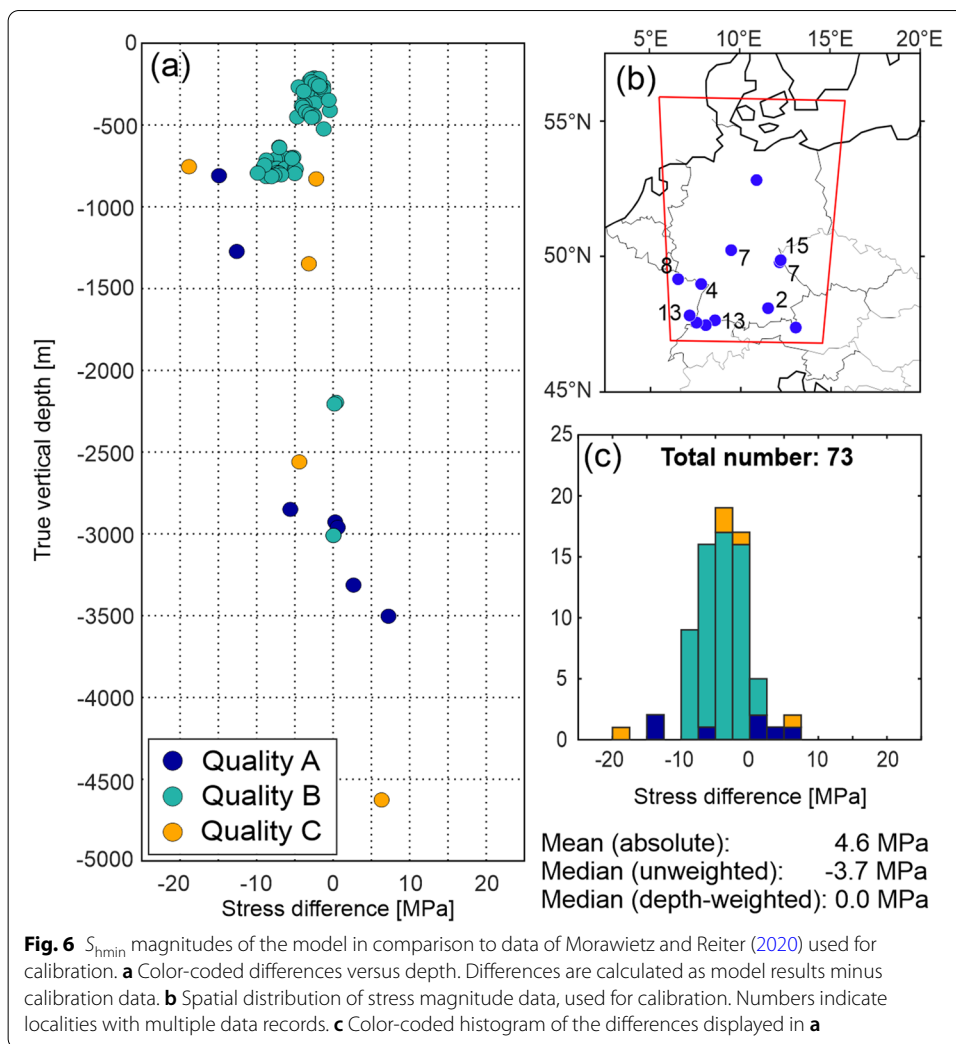 (a)
0
-500
-1000
-1500
-2000
-2500
-3000
-3500
-4000
-4500
-5000
True vertical depth [m]
Quality A
Quality B
Quality C
-20 -10 0 10 20
Stress difference [MPa]
5°E 10°E 15°E 20°E
(b)
55°N
50°N
45°N
15
7
7
8
4
2
13
13
(c) Total number: 73
25
20
15
10
5
0
-20 -10 0 10 20
Stress difference [MPa]
Mean (absolute): 4.6 MPa
Median (unweighted): -3.7 MPa
Median (depth-weighted): 0.0 MPa
Fig. 6 Shmin magnitudes of the model in comparison to data of Morawietz and Reiter (2020) used for
calibration. a Color-coded differences versus depth. Differences are calculated as model results minus
calibration data. b Spatial distribution of stress magnitude data, used for calibration. Numbers indicate
localities with multiple data records. c Color-coded histogram of the differences displayed in a